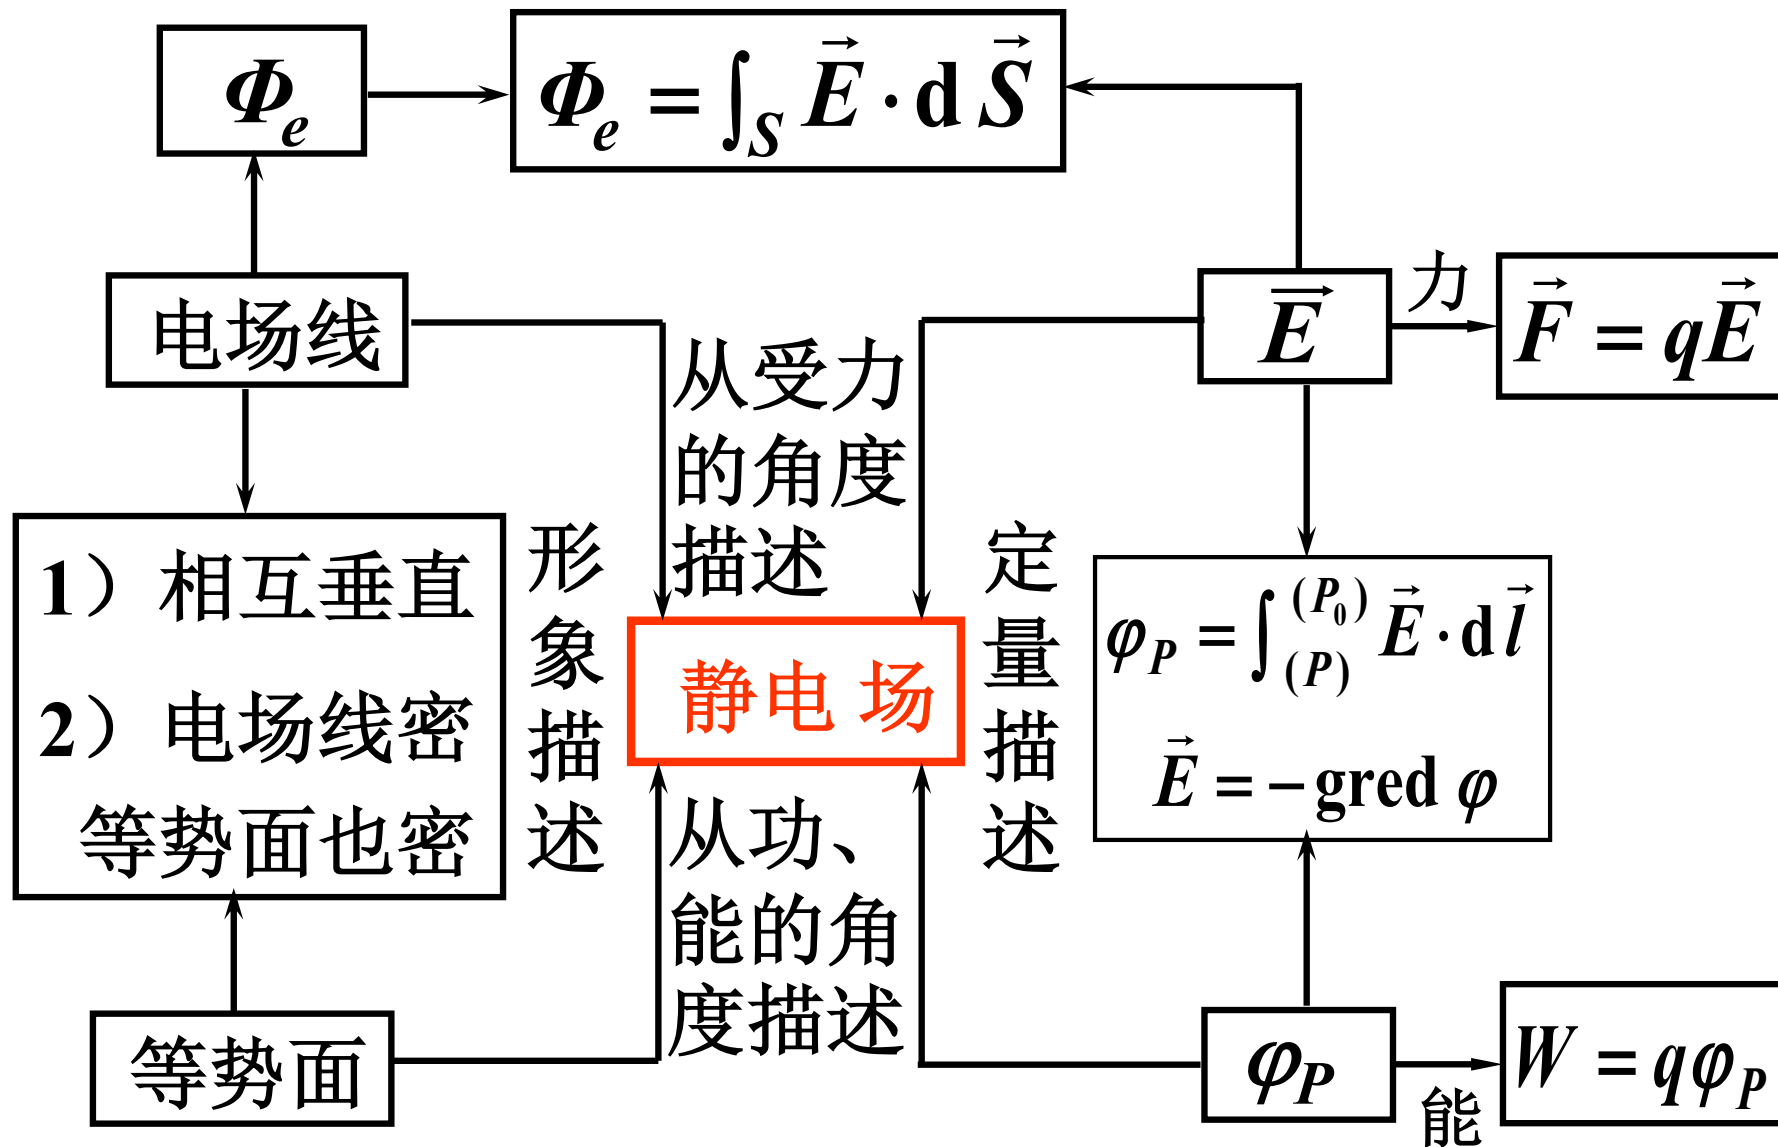 Φe
Φe = ∫S E⃗ · d S⃗
电场线
E⃗
力
F⃗ = qE⃗
从受力
的角度
描述
1）相互垂直
2）电场线密
等势面也密
形象描述
静电 场
定量描述
φP = ∫(P)(P0) E⃗ · d l⃗
E⃗ = − gred φ
从功、
能的角
度描述
等势面
φP
能
W = qφP